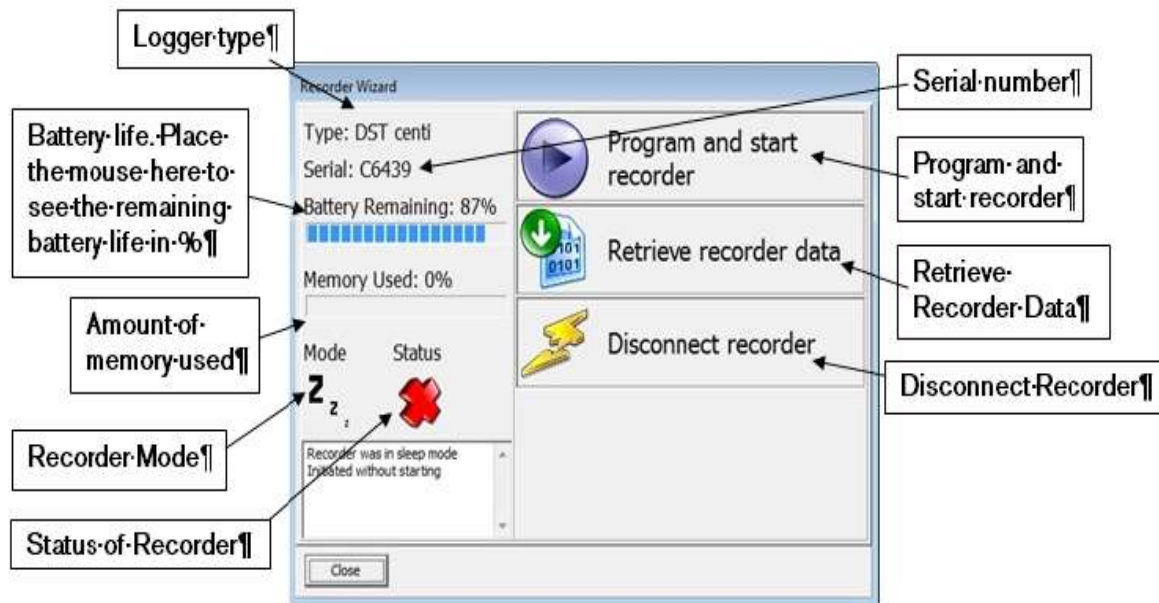 Logger·type¶
Battery·life.·Place·
the·mouse·here·to·
see·the·remaining·
battery·life·in·%¶
Amount·of·
memory·used¶
Recorder·Mode¶
Status·of·Recorder¶
Recorder Wizard
Type: DST centi
Serial: C6439
Battery Remaining: 87%
Memory Used: 0%
Mode Status
z z z
Recorder was in sleep mode
Initiated without starting
Close
Program and start
recorder
0101
0101
Retrieve recorder data
Disconnect recorder
Serial·number¶
Program·and·
start·recorder¶
Retrieve·
Recorder·Data¶
Disconnect·Recorder¶